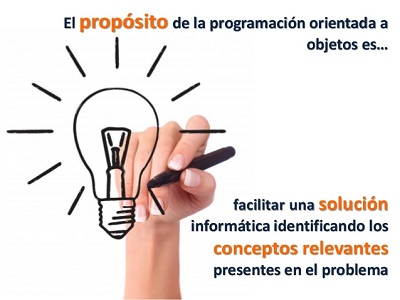 El propósito de la programación orientada a
objetos es...
facilitar una solución
informática identificando los
conceptos relevantes
presentes en el problema